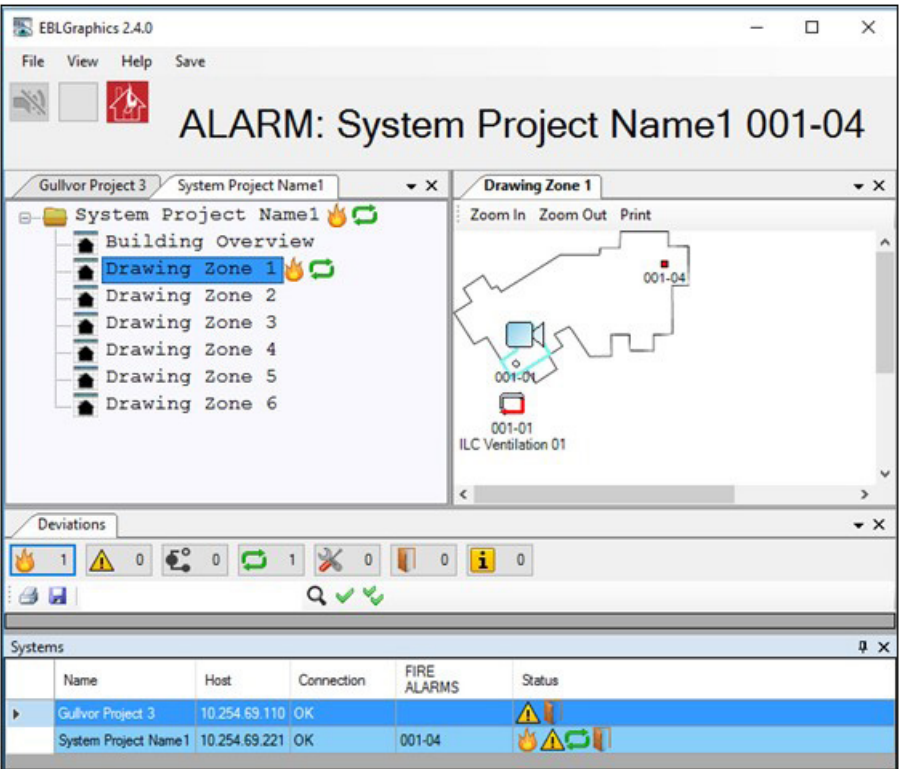 EBLGraphics 2.4.0
File View Help Save
ALARM: System Project Name1 001-04
Gullvor Project 3 System Project Name1
System Project Name1
Building Overview
Drawing Zone 1
Drawing Zone 2
Drawing Zone 3
Drawing Zone 4
Drawing Zone 5
Drawing Zone 6
Drawing Zone 1
Zoom In Zoom Out Print
001-04
001-01
001-01
ILC Ventilation 01
Deviations
1 0 0 1 0 0 0
Systems
Name Host Connection FIRE ALARMS Status
Gullvor Project 3 10.254.69.110 OK
System Project Name1 10.254.69.221 OK 001-04